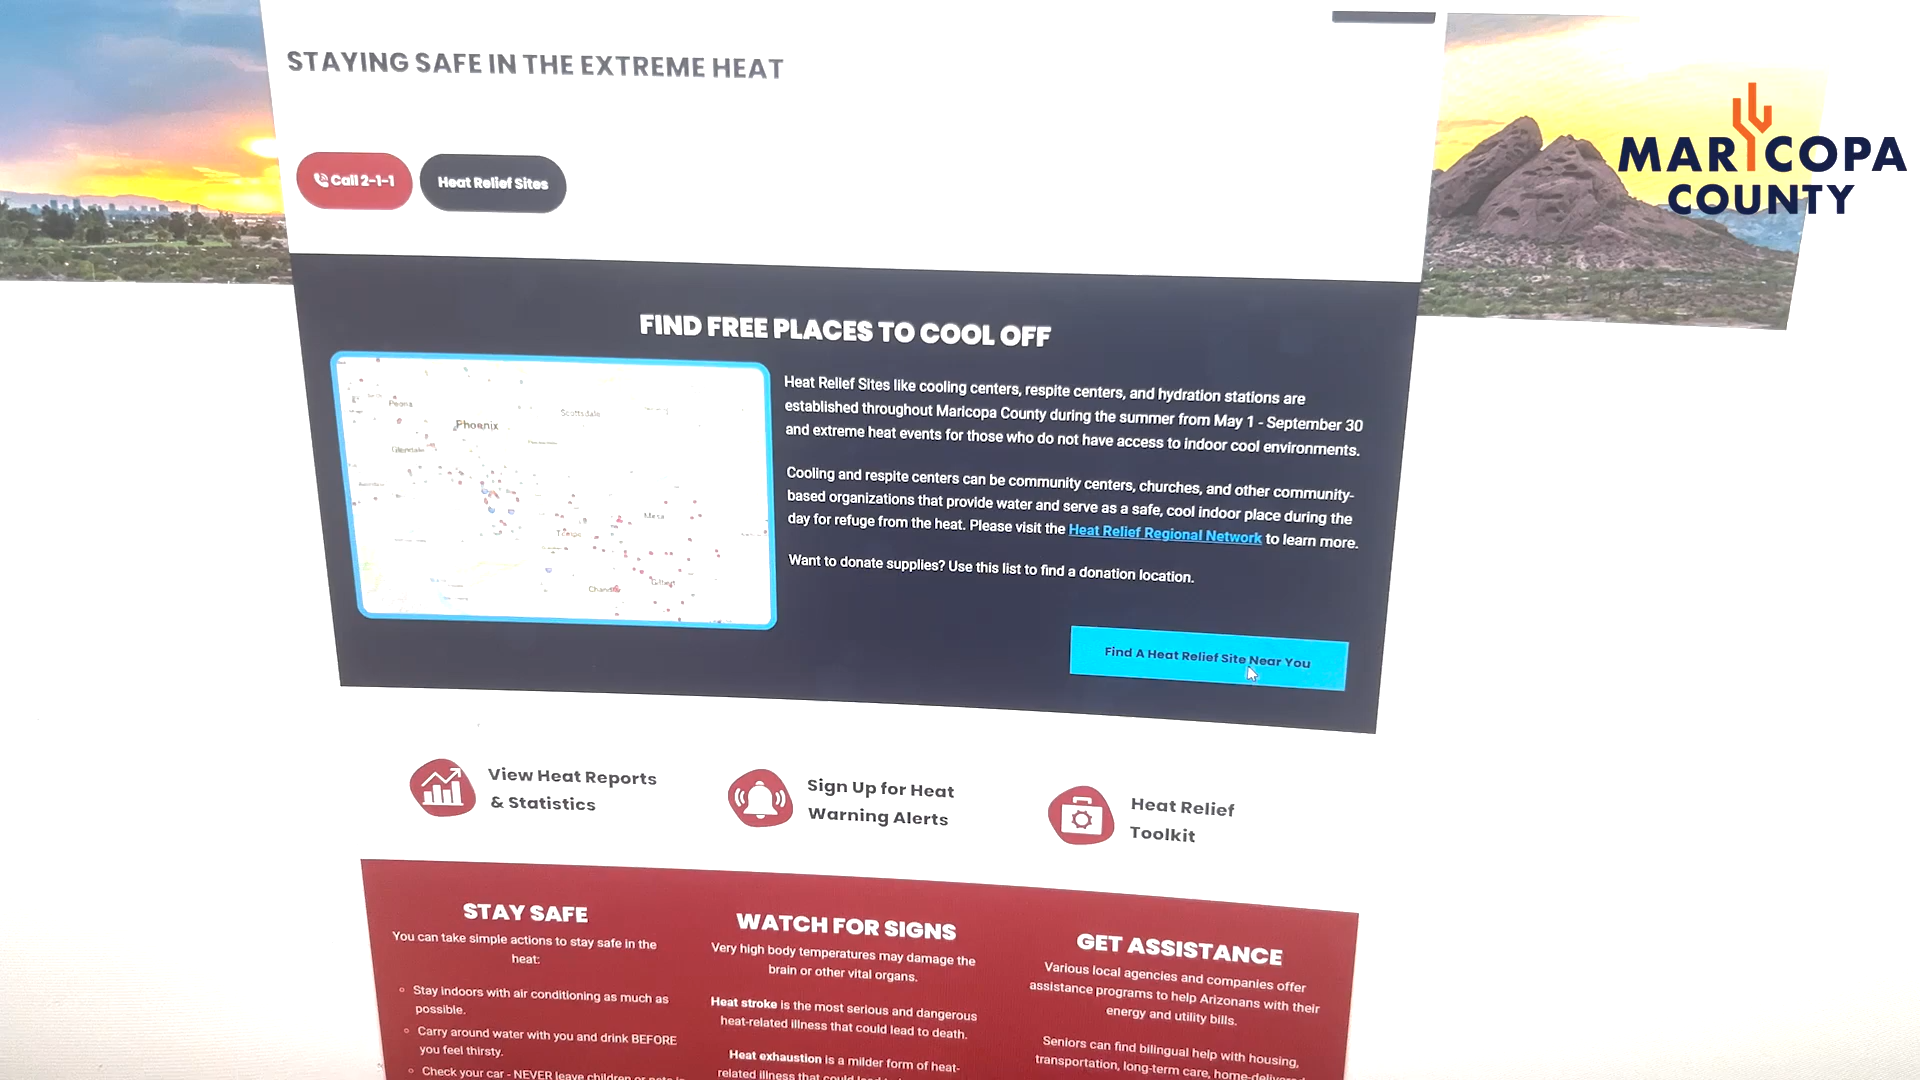 STAYING SAFE IN THE EXTREME HEAT
MARICOPA
COUNTY
Call 2-1-1
Heat Relief Sites
FIND FREE PLACES TO COOL OFF
Peoria
Phoenix
Scottsdale
Glendale
Mesa
Tempe
Gilbert
Chandler
Heat Relief Sites like cooling centers, respite centers, and hydration stations are
established throughout Maricopa County during the summer from May 1 - September 30
and extreme heat events for those who do not have access to indoor cool environments.
Cooling and respite centers can be community centers, churches, and other community-
based organizations that provide water and serve as a safe, cool indoor place during the
day for refuge from the heat. Please visit the Heat Relief Regional Network to learn more.
Want to donate supplies? Use this list to find a donation location.
Find A Heat Relief Site Near You
View Heat Reports
& Statistics
Sign Up for Heat
Warning Alerts
Heat Relief
Toolkit
STAY SAFE
You can take simple actions to stay safe in the
heat:
Stay indoors with air conditioning as much as
possible.
Carry around water with you and drink BEFORE
you feel thirsty.
Check your car - NEVER leave children or
WATCH FOR SIGNS
Very high body temperatures may damage the
brain or other vital organs.
Heat stroke is the most serious and dangerous
heat-related illness that could lead to death.
Heat exhaustion is a milder form of heat-
related illness that could
GET ASSISTANCE
Various local agencies and companies offer
assistance programs to help Arizonans with their
energy and utility bills.
Seniors can find bilingual help with housing,
transportation, long-term care,